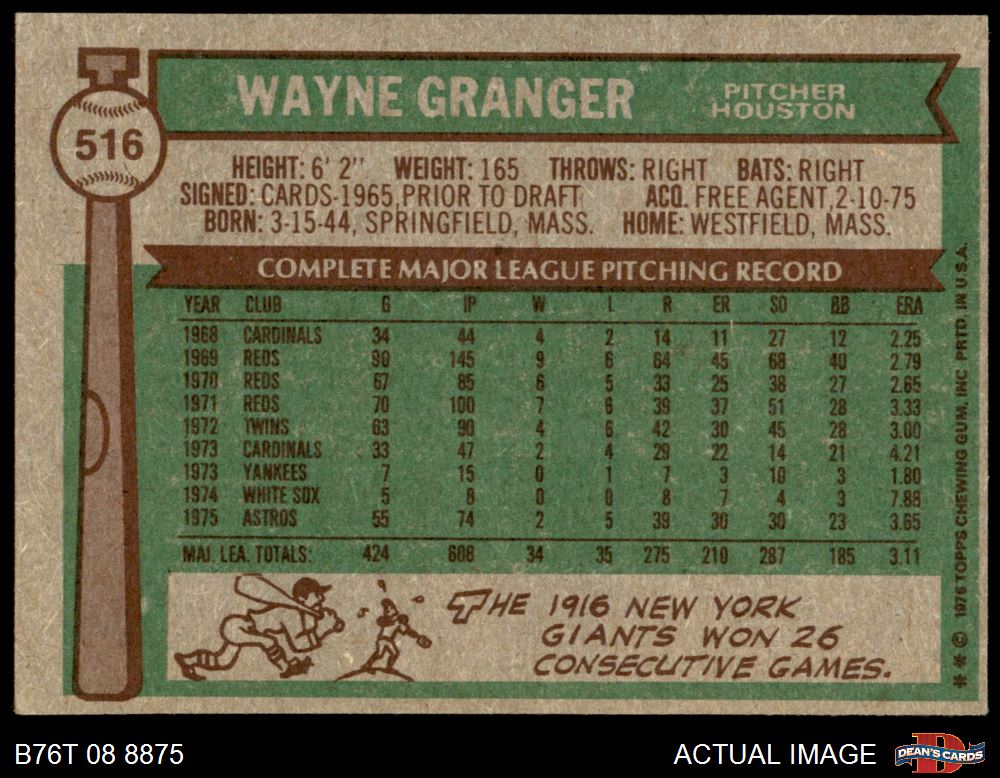 516
WAYNE GRANGER
PITCHER
HOUSTON
HEIGHT: 6' 2" WEIGHT: 165 THROWS: RIGHT BATS: RIGHT
SIGNED: CARDS-1965, PRIOR TO DRAFT ACQ. FREE AGENT, 2-10-75
BORN: 3-15-44, SPRINGFIELD, MASS. HOME: WESTFIELD, MASS.
COMPLETE MAJOR LEAGUE PITCHING RECORD
YEAR CLUB G IP W L R ER SO BB ERA
1968 CARDINALS 34 44 4 2 14 11 27 12 2.25
1969 REDS 90 145 9 6 64 45 68 40 2.79
1970 REDS 67 85 6 5 33 25 38 27 2.65
1971 REDS 70 100 7 6 39 37 51 28 3.33
1972 TWINS 63 90 4 6 42 30 45 28 3.00
1973 CARDINALS 33 47 2 4 29 22 14 21 4.21
1973 YANKEES 7 15 0 1 7 3 10 3 1.80
1974 WHITE SOX 5 8 0 0 8 7 4 3 7.88
1975 ASTROS 55 74 2 5 39 30 30 23 3.65
MAJ. LEA. TOTALS: 424 608 34 35 275 210 287 185 3.11
THE 1916 NEW YORK
GIANTS WON 26
CONSECUTIVE GAMES.
** © 1976 TOPPS CHEWING GUM, INC. PRTD. IN U.S.A.
B76T 08 8875
ACTUAL IMAGE
DEAN'S CARDS